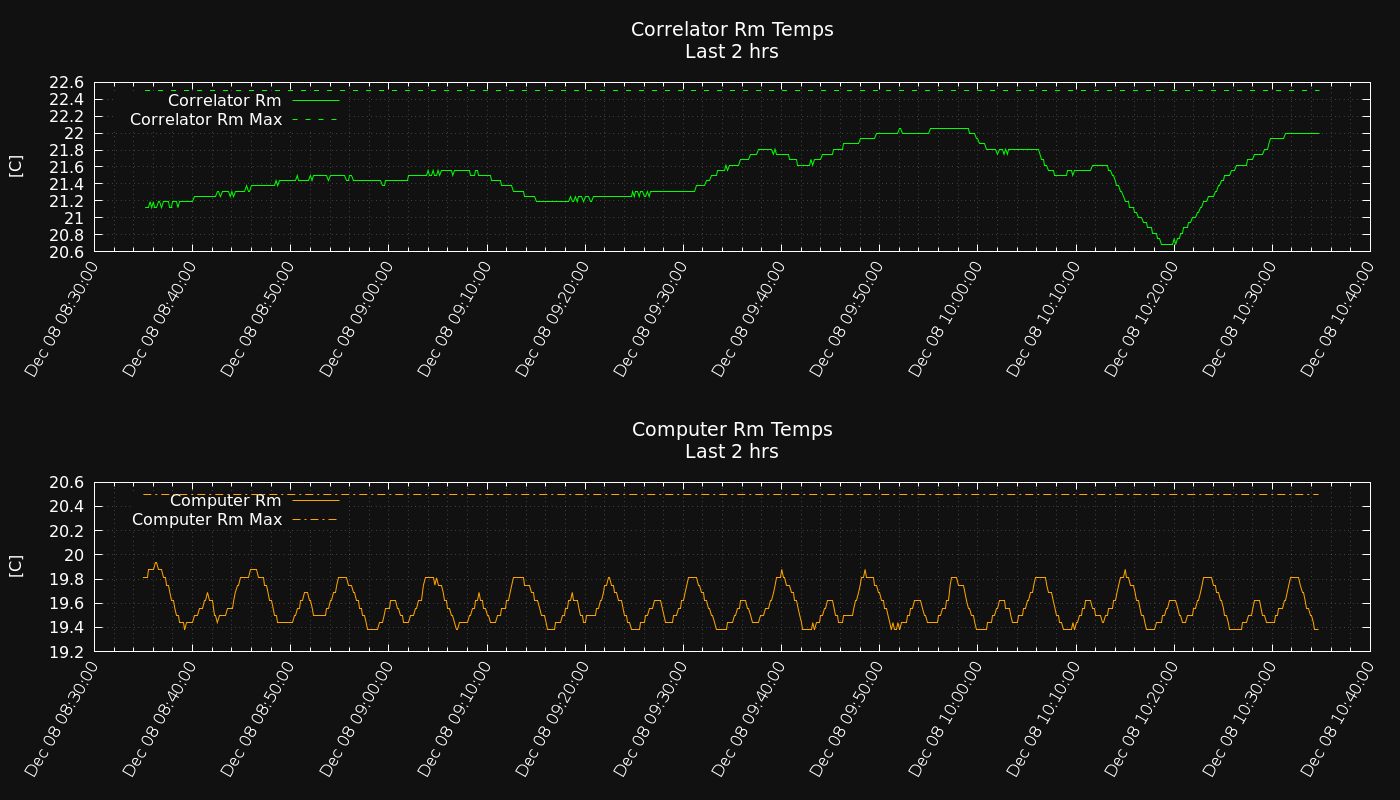 Correlator Rm Temps
Last 2 hrs
22.6
22.4
22.2
22
21.8
21.6
21.4
21.2
21
20.8
20.6
[C]
Correlator Rm
Correlator Rm Max
Dec 08 08:30:00
Dec 08 08:40:00
Dec 08 08:50:00
Dec 08 09:00:00
Dec 08 09:10:00
Dec 08 09:20:00
Dec 08 09:30:00
Dec 08 09:40:00
Dec 08 09:50:00
Dec 08 10:00:00
Dec 08 10:10:00
Dec 08 10:20:00
Dec 08 10:30:00
Dec 08 10:40:00
Computer Rm Temps
Last 2 hrs
20.6
20.4
20.2
20
19.8
19.6
19.4
19.2
[C]
Computer Rm
Computer Rm Max
Dec 08 08:30:00
Dec 08 08:40:00
Dec 08 08:50:00
Dec 08 09:00:00
Dec 08 09:10:00
Dec 08 09:20:00
Dec 08 09:30:00
Dec 08 09:40:00
Dec 08 09:50:00
Dec 08 10:00:00
Dec 08 10:10:00
Dec 08 10:20:00
Dec 08 10:30:00
Dec 08 10:40:00